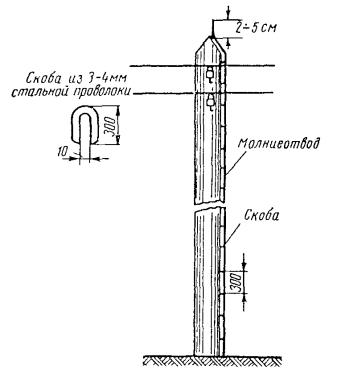 2÷5 см
Скоба из 3-4мм
стальной проволоки
300
10
Молниеотвод
Скоба
300